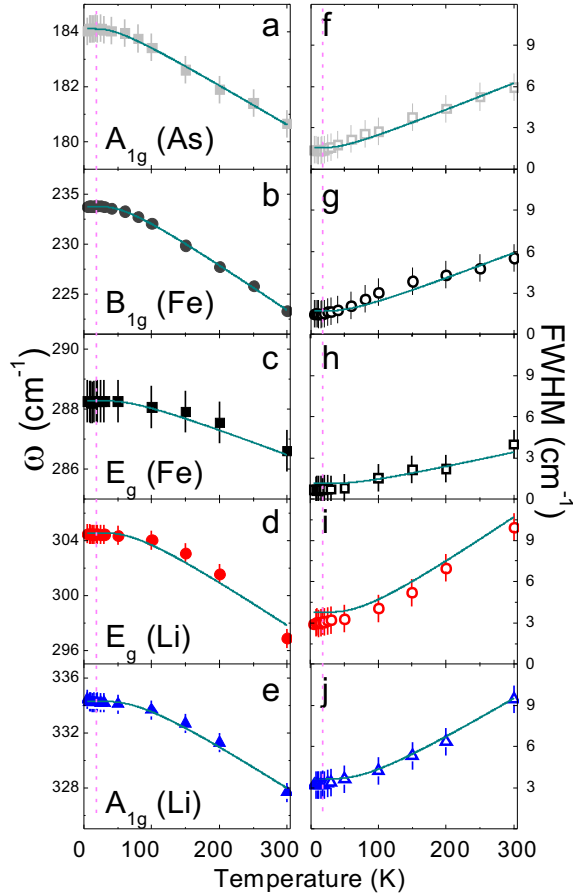 184
182
180
a
A1g (As)
f
9
6
3
0
235
230
225
b
B1g (Fe)
g
9
6
3
0
290
288
286
c
Eg (Fe)
h
9
6
3
0
304
300
296
d
Eg (Li)
i
9
6
3
0
336
332
328
e
A1g (Li)
j
9
6
3
ω (cm-1)
FWHM (cm-1)
0 100 200 300 0 100 200 300
Temperature (K)